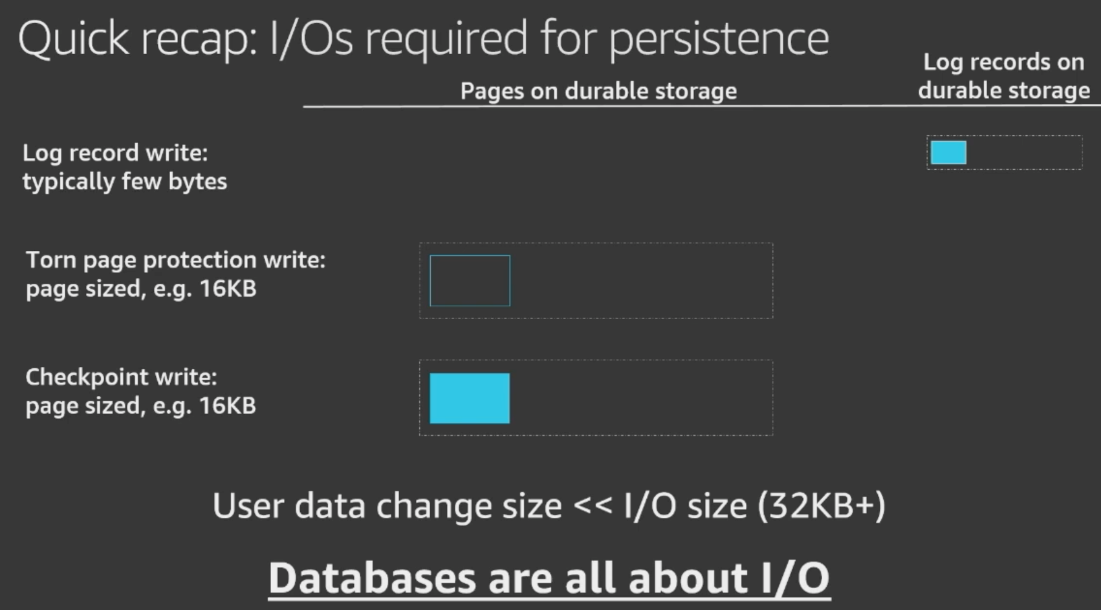 Quick recap: I/Os required for persistence
Pages on durable storage
Log records on
durable storage
Log record write:
typically few bytes
Torn page protection write:
page sized, e.g. 16KB
Checkpoint write:
page sized, e.g. 16KB
User data change size << I/O size (32KB+)
Databases are all about I/O